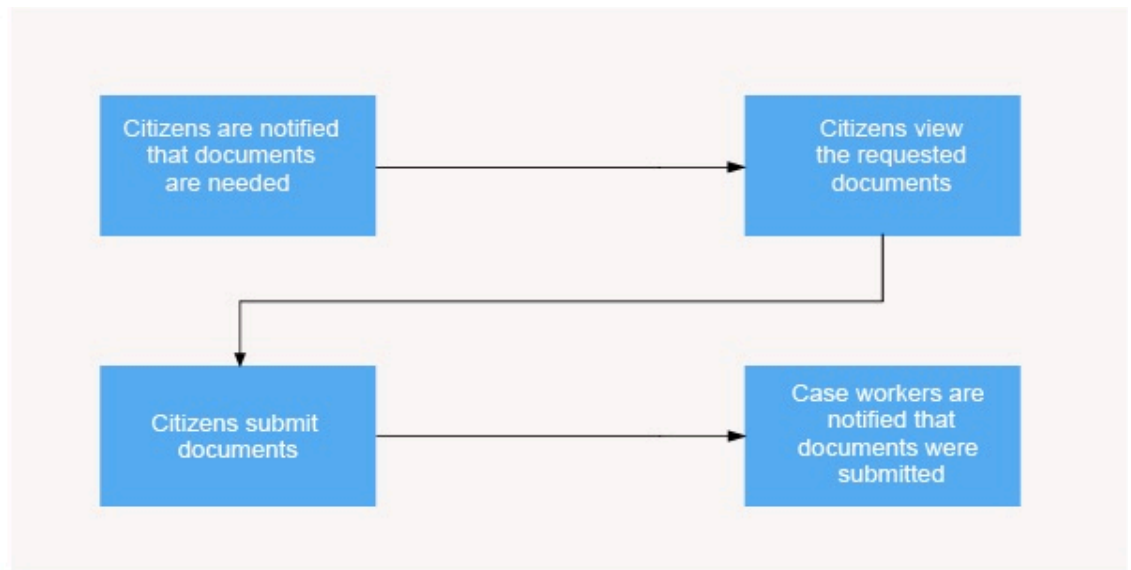 Citizens are notified
that documents
are needed
Citizens view
the requested
documents
Citizens submit
documents
Case workers are
notified that
documents were
submitted